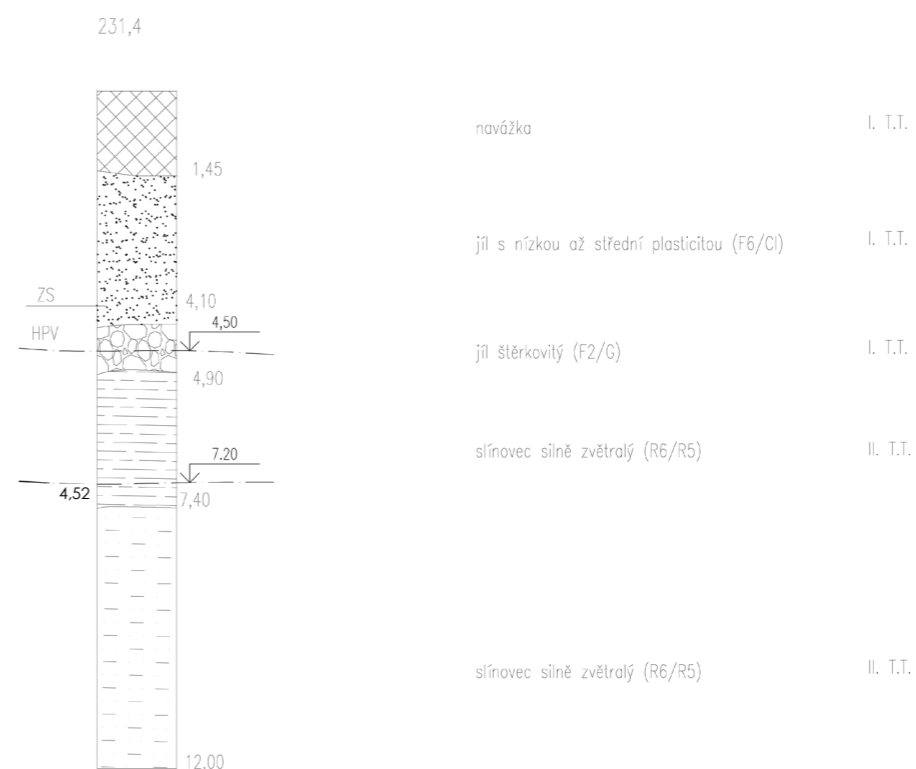 231,4
navážka I. T.T.
1,45
jíl s nízkou až střední plasticitou (F6/CI) I. T.T.
ZS
4,10
4,50
HPV
jíl štěrkovitý (F2/G) I. T.T.
4,90
slínovec silně zvětralý (R6/R5) II. T.T.
7.20
4,52
7,40
slínovec silně zvětralý (R6/R5) II. T.T.
12.00